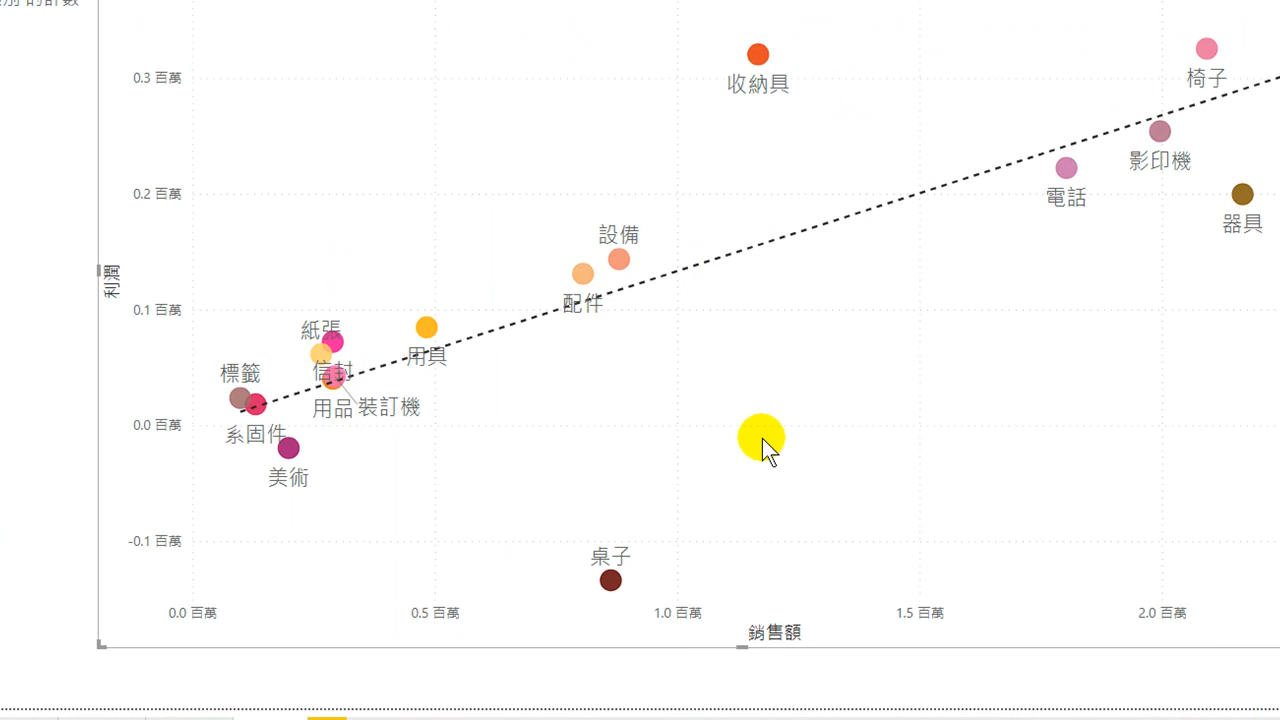 的計數
0.3 百萬
收納具
椅子
影印機
0.2 百萬
電話
器具
設備
利潤
配件
0.1 百萬
紙張
用具
信封
標籤
用品
裝訂機
0.0 百萬
系固件
美術
-0.1 百萬
桌子
0.0 百萬
0.5 百萬
1.0 百萬
1.5 百萬
2.0 百萬
銷售額